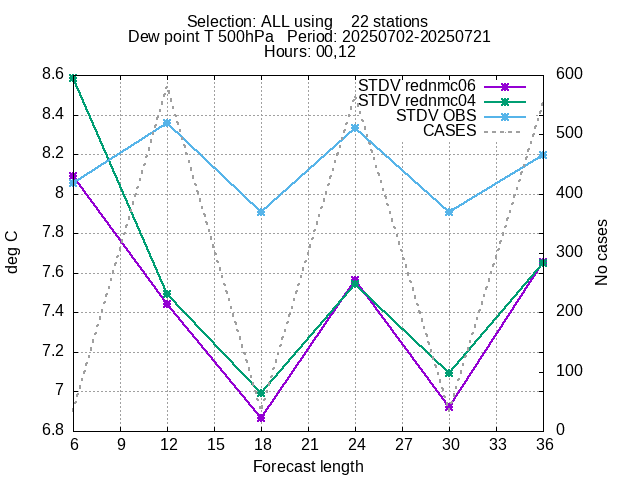 Selection: ALL using    22 stations
Dew point T 500hPa   Period: 20250702-20250721
Hours: 00,12
STDV rednmc06
STDV rednmc04
STDV OBS
CASES
deg C
8.6
8.4
8.2
8
7.8
7.6
7.4
7.2
7
6.8
No cases
600
500
400
300
200
100
0
6 9 12 15 18 21 24 27 30 33 36
Forecast length